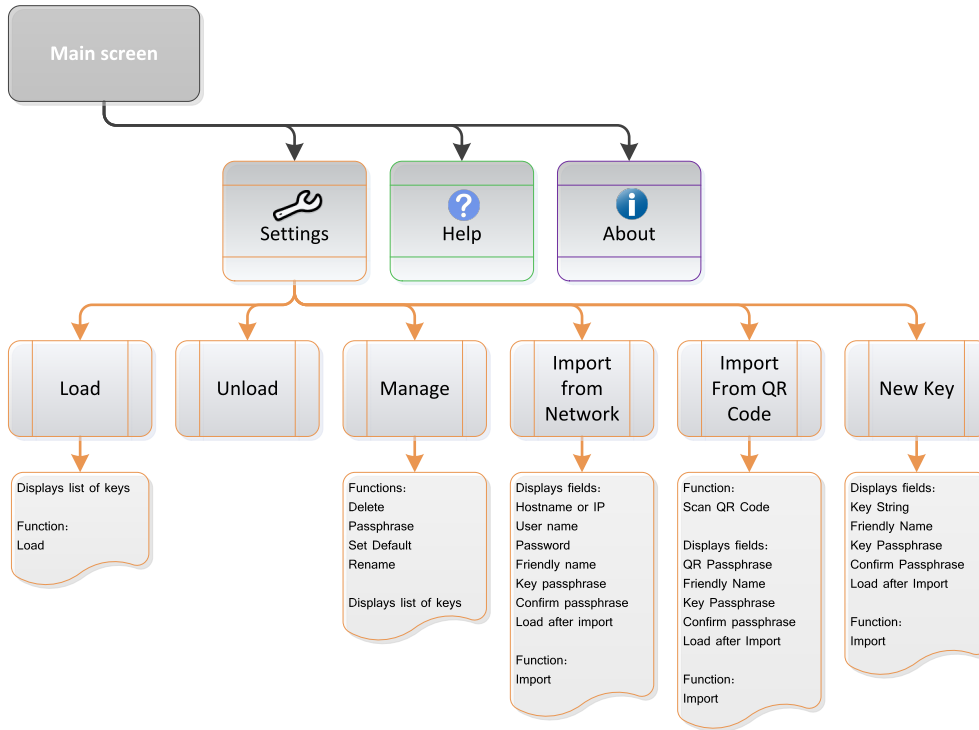 Main screen
Settings
Help
About
Load
Unload
Manage
Import
from
Network
Import
From QR
Code
New Key
Displays list of keys
Function:
Load
Functions:
Delete
Passphrase
Set Default
Rename
Displays list of keys
Displays fields:
Hostname or IP
User name
Password
Friendly name
Key passphrase
Confirm passphrase
Load after import
Function:
Import
Function:
Scan QR Code
Displays fields:
QR Passphrase
Friendly Name
Key Passphrase
Confirm passphrase
Load after Import
Function:
Import
Displays fields:
Key String
Friendly Name
Key Passphrase
Confirm Passphrase
Load after Import
Function:
Import